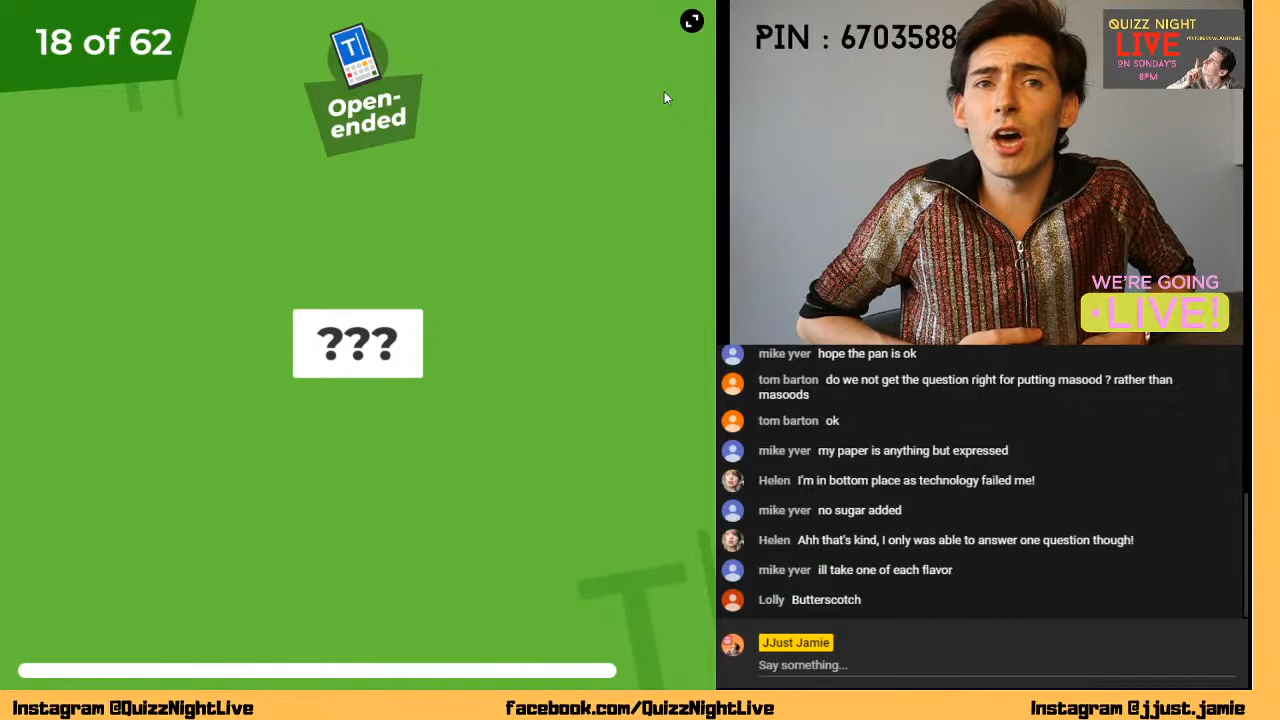 18 of 62
T
Open-
ended
???
PIN : 6703588
QUIZZ NIGHT
LIVE
ON SUNDAY'S
8PM
WE'RE GOING
LIVE!
mike yver hope the pan is ok
tom barton do we not get the question right for putting masood ? rather than
masoods
tom barton ok
mike yver my paper is anything but expressed
Helen I'm in bottom place as technology failed me!
mike yver no sugar added
Helen Ahh that's kind, I only was able to answer one question though!
mike yver ill take one of each flavor
Lolly Butterscotch
JJust Jamie
Say something...
Instagram @QuizzNightLive
facebook.com/QuizzNightLive
Instagram @jjust.jamie